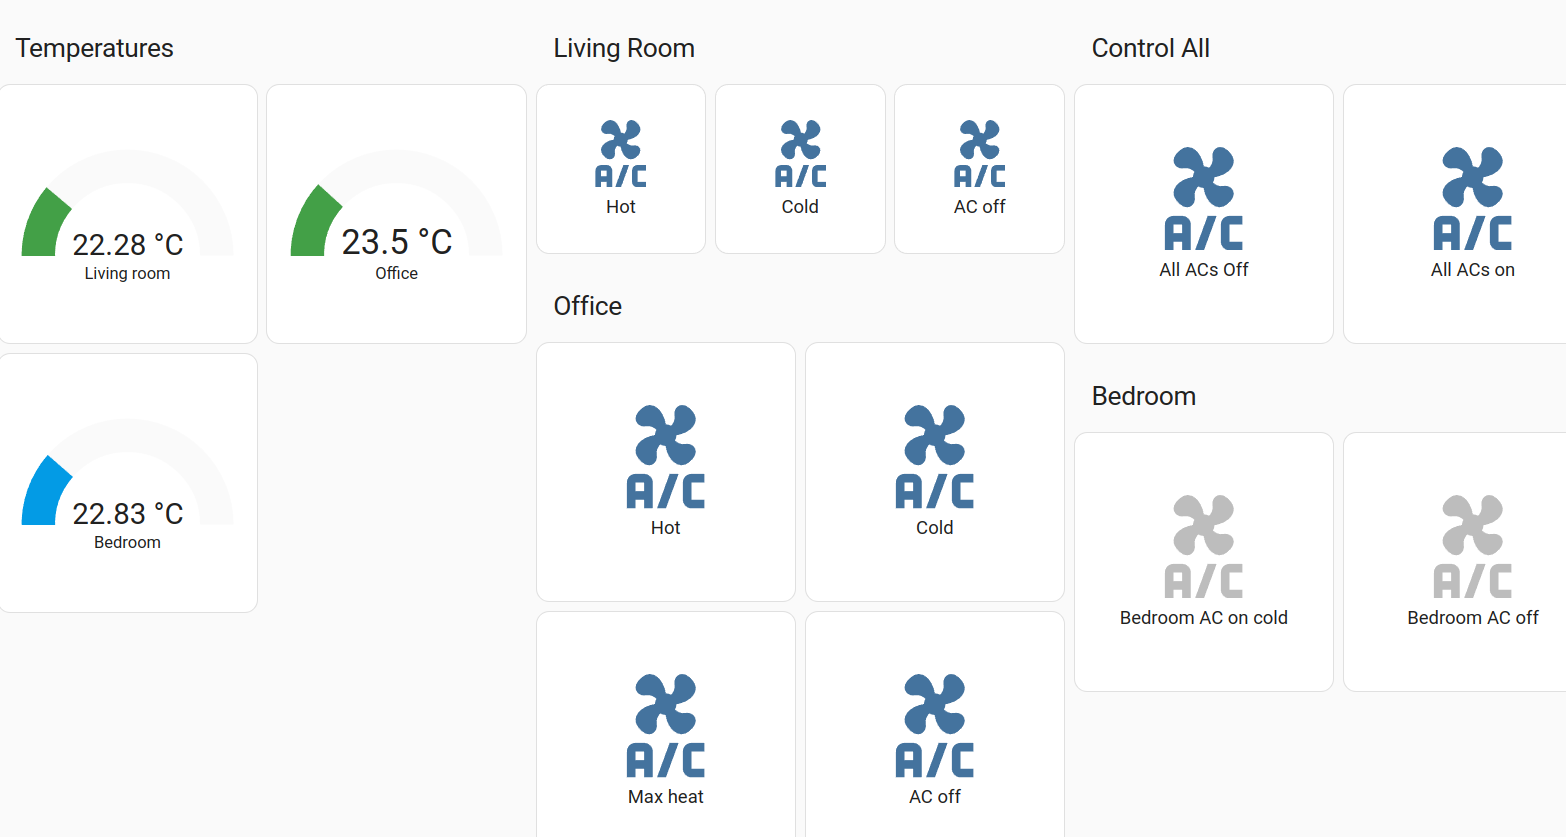 Temperatures
22.28 °C
Living room
23.5 °C
Office
22.83 °C
Bedroom
Living Room
A/C
Hot
A/C
Cold
A/C
AC off
Office
A/C
Hot
A/C
Cold
A/C
Max heat
A/C
AC off
Control All
A/C
All ACs Off
A/C
All ACs on
Bedroom
A/C
Bedroom AC on cold
A/C
Bedroom AC off